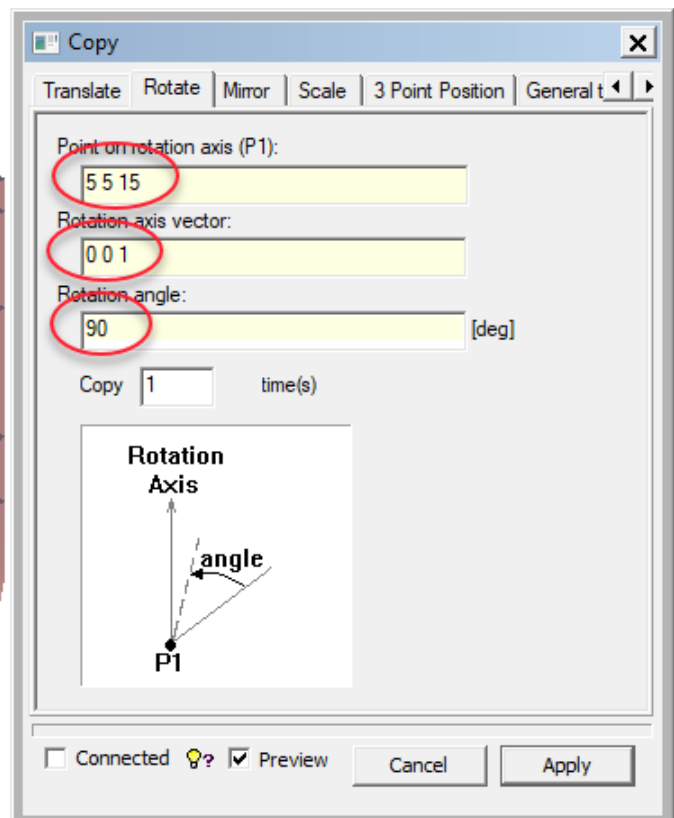 Copy
Translate Rotate Mirror Scale 3 Point Position General t
Point on rotation axis (P1):
5 5 15
Rotation axis vector:
0 0 1
Rotation angle:
90 [deg]
Copy 1 time(s)
Rotation
Axis
angle
P1
Connected ? Preview Cancel Apply